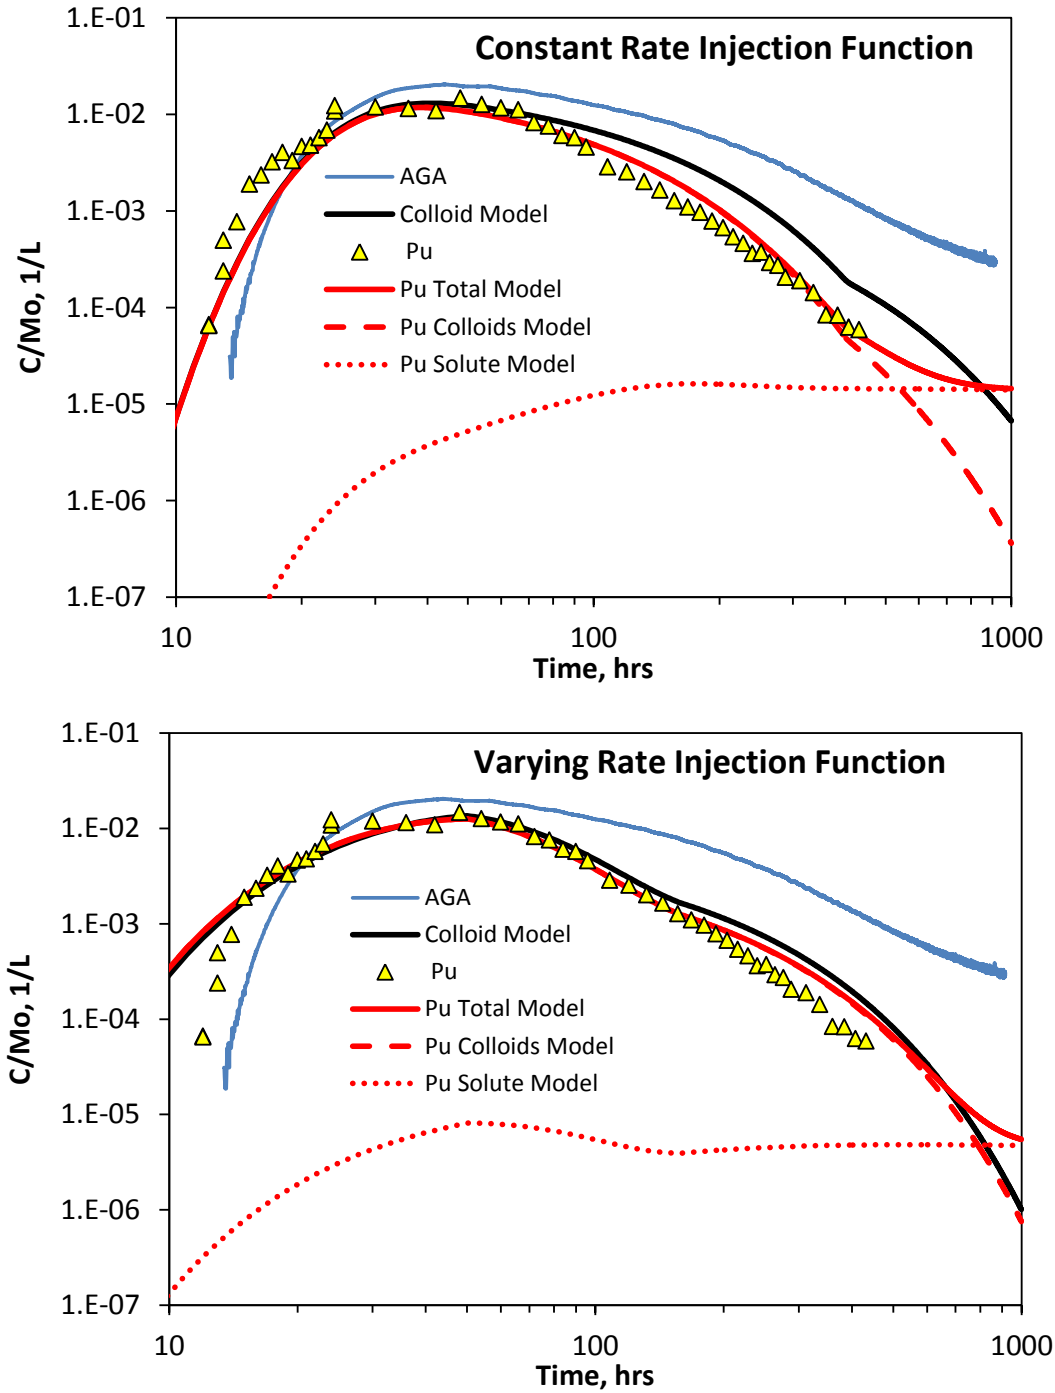 Constant Rate Injection Function
1.E-01
1.E-02
1.E-03
1.E-04
1.E-05
1.E-06
1.E-07
C/Mo, 1/L
AGA
Colloid Model
Pu
Pu Total Model
Pu Colloids Model
Pu Solute Model
10
100
1000
Time, hrs
Varying Rate Injection Function
1.E-01
1.E-02
1.E-03
1.E-04
1.E-05
1.E-06
1.E-07
C/Mo, 1/L
AGA
Colloid Model
Pu
Pu Total Model
Pu Colloids Model
Pu Solute Model
10
100
1000
Time, hrs